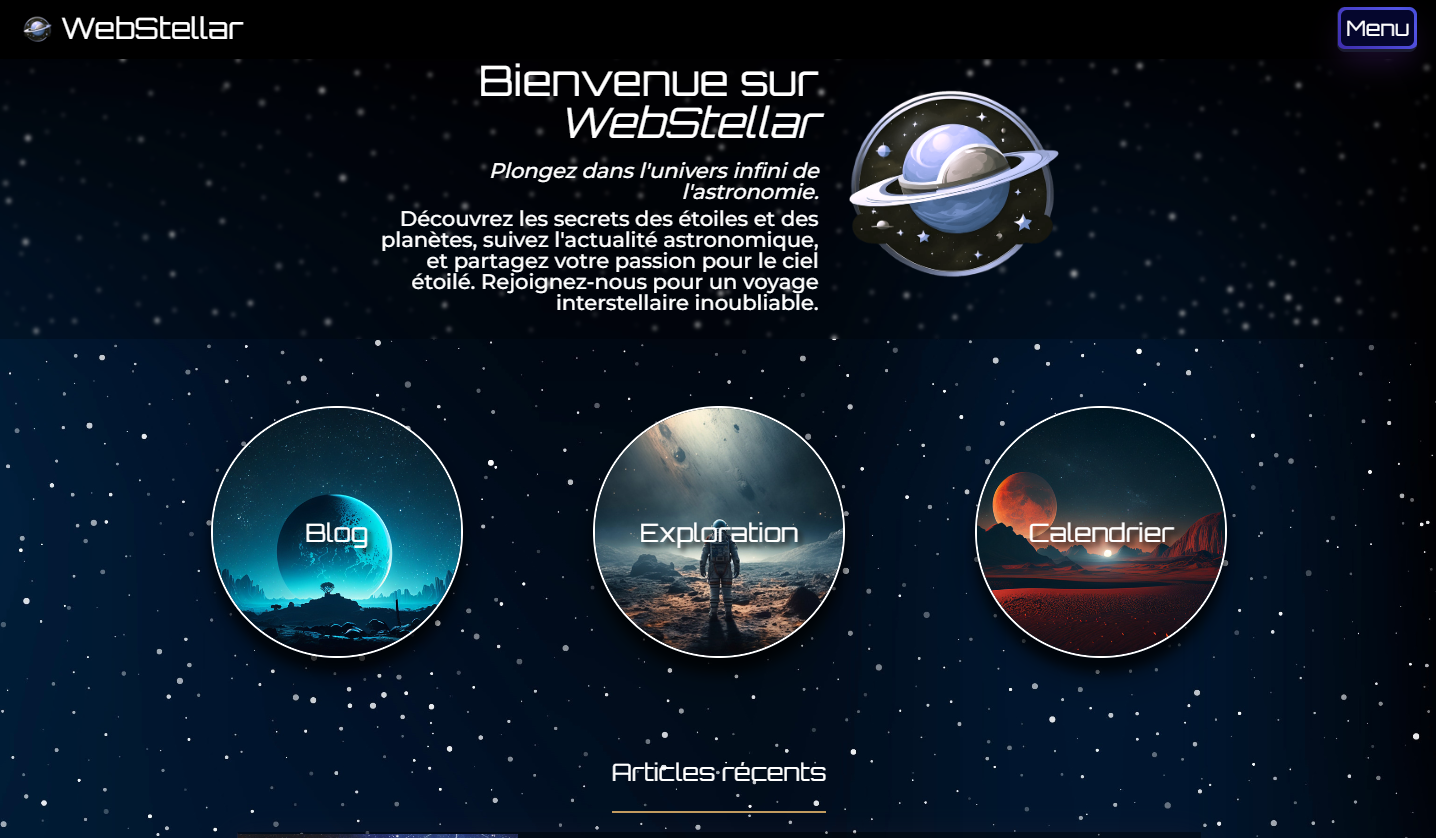 WebStellar
Menu
Bienvenue sur
WebStellar
Plongez dans l'univers infini de
l'astronomie.
Découvrez les secrets des étoiles et des
planètes, suivez l'actualité astronomique,
et partagez votre passion pour le ciel
étoilé. Rejoignez-nous pour un voyage
interstellaire inoubliable.
Blog
Exploration
Calendrier
Articles récents